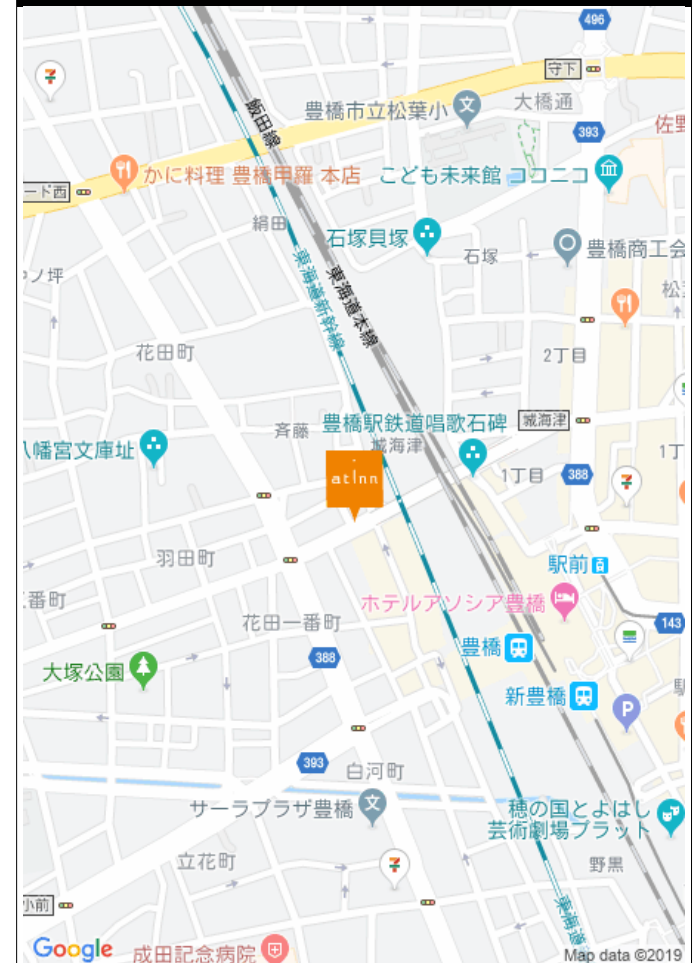 496
守下
豊橋市立松葉小
大橋通
飯田線
393
佐野
かに料理 豊橋甲羅 本店
こども未来館 ココニコ
ード西
絹田
石塚貝塚
石塚
豊橋商工会
ノ坪
東海道新幹線
東海道本線
松
花田町
2丁目
斉藤
豊橋駅鉄道唱歌石碑
城海津
八幡宮文庫址
城海津
1丁
atinn
1丁目
388
羽田町
駅前
番町
ホテルアソシア豊橋
花田一番町
143
388
豊橋
大塚公園
新豊橋
P
393
白河町
サーラプラザ豊橋
穂の国とよはし
芸術劇場プラット
立花町
野黒
小前
東海道
Google
成田記念病院
Map data ©2019